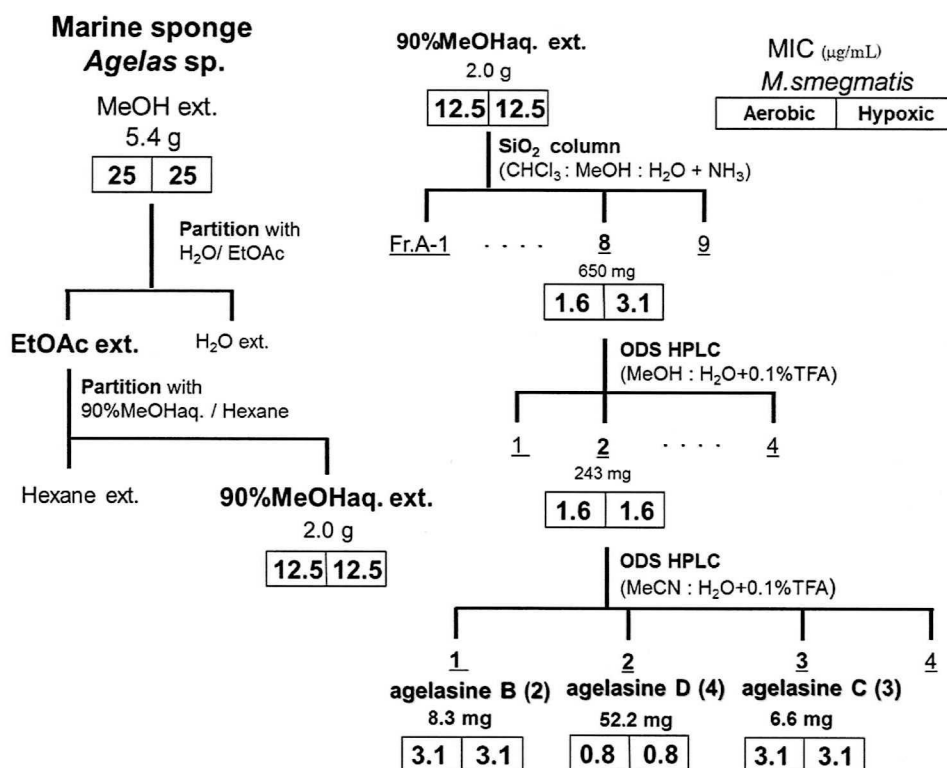 Marine sponge
Agelas sp.
MeOH ext.
5.4 g
25 25
Partition with
H₂O/ EtOAc
EtOAc ext. H₂O ext.
Partition with
90%MeOHaq. / Hexane
Hexane ext. 90%MeOHaq. ext.
2.0 g
12.5 12.5
90%MeOHaq. ext.
2.0 g
12.5 12.5
SiO₂ column
(CHCl₃ : MeOH : H₂O + NH₃)
Fr.A-1 · · · · 8 9
650 mg
1.6 3.1
ODS HPLC
(MeOH : H₂O+0.1%TFA)
1 2 · · · · 4
243 mg
1.6 1.6
ODS HPLC
(MeCN : H₂O+0.1%TFA)
1 2 3 4
agelasine B (2) agelasine D (4) agelasine C (3)
8.3 mg 52.2 mg 6.6 mg
3.1 3.1 0.8 0.8 3.1 3.1
MIC (μg/mL)
M.smegmatis
Aerobic Hypoxic